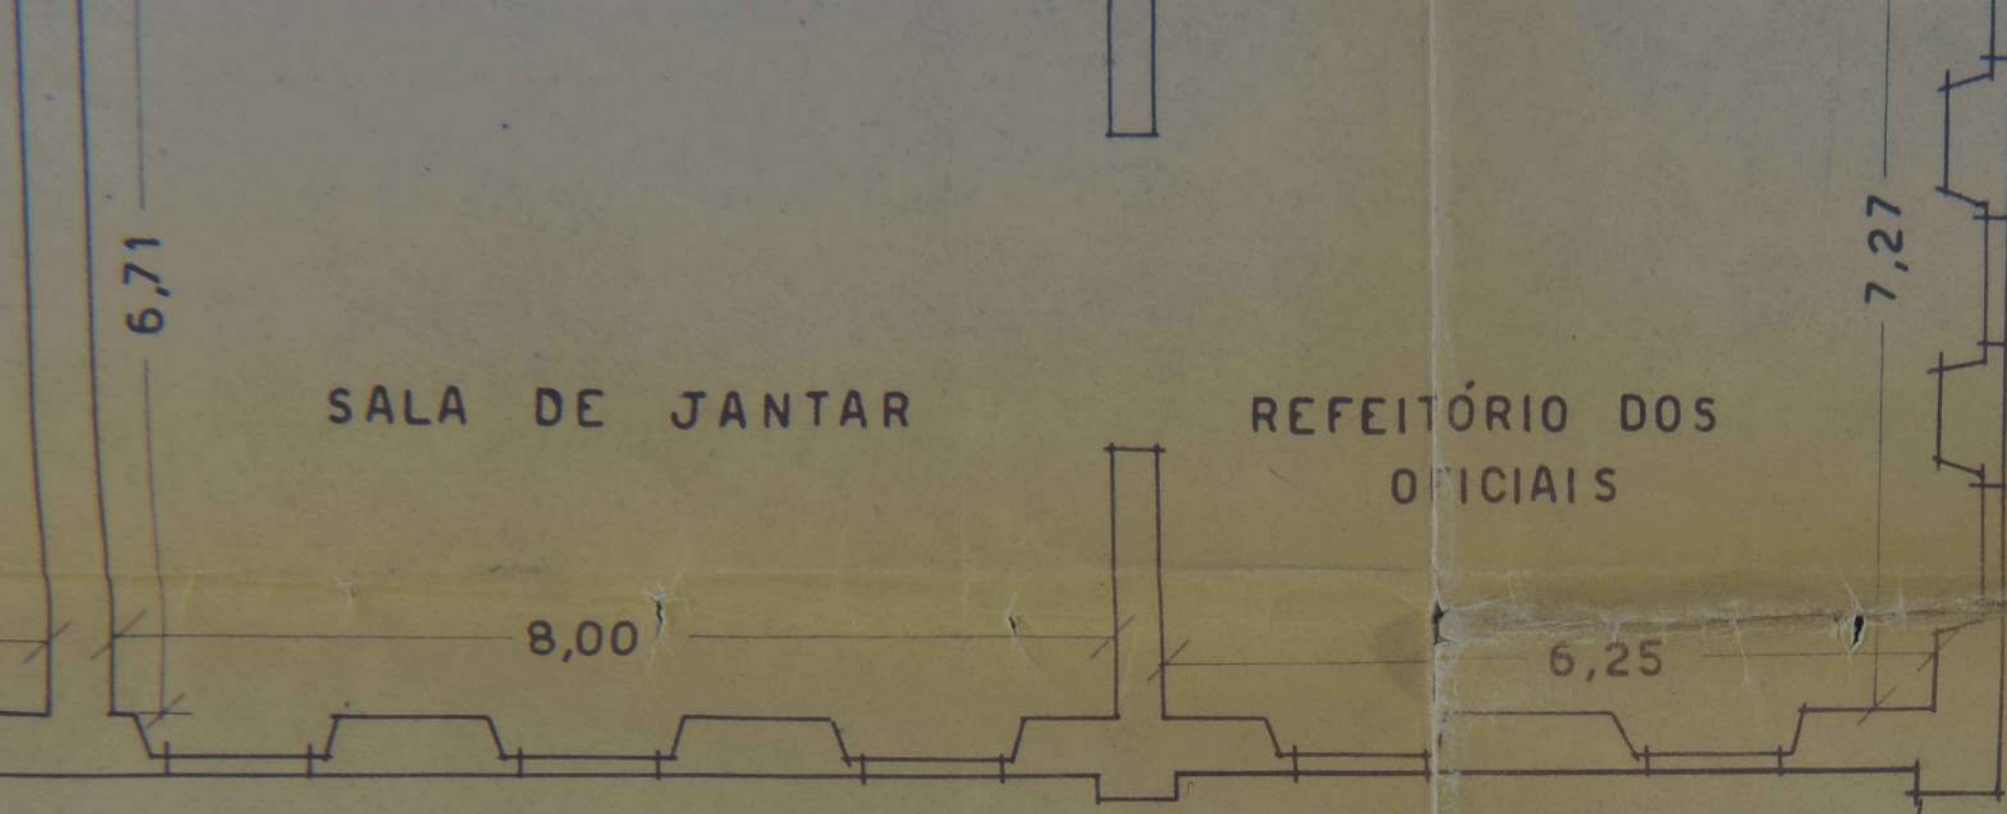 6,71
7,27
SALA DE JANTAR
REFEITÓRIO DOS
OFICIAIS
8,00
6,25